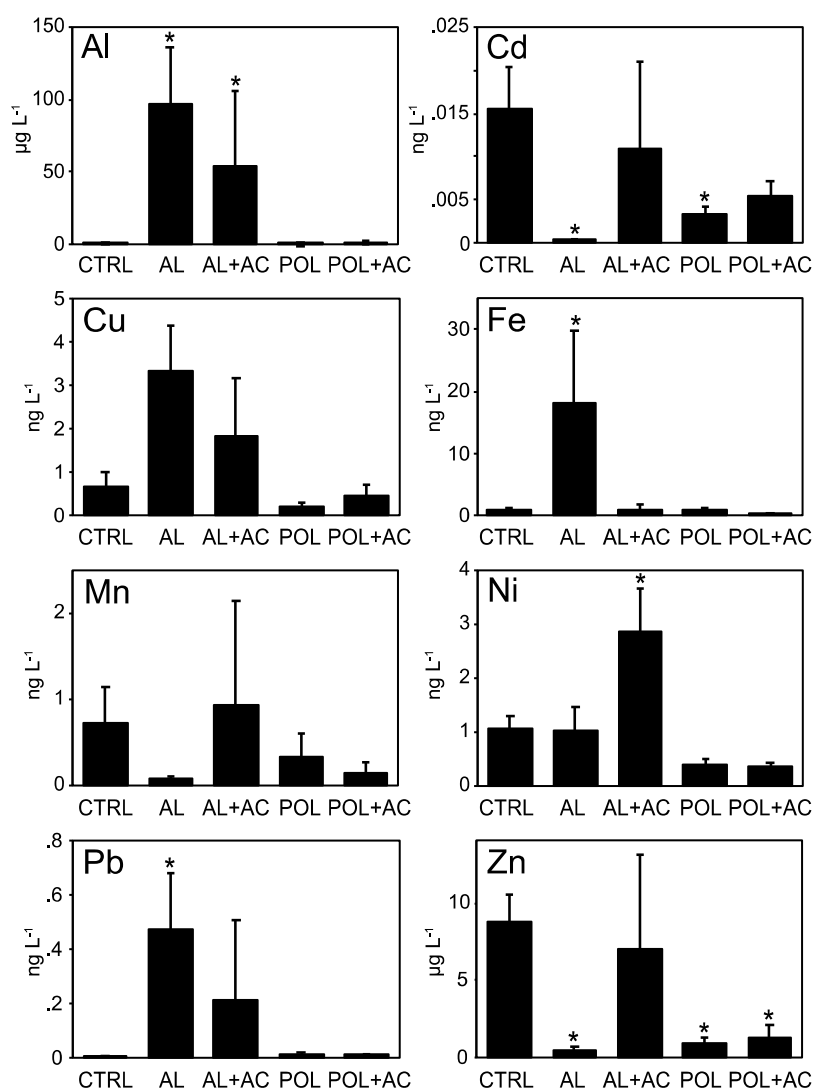 Al
150
100
50
0
µg L-1
*
*
CTRL AL AL+AC POL POL+AC
Cd
.025
.015
.005
0
ng L-1
*
*
CTRL AL AL+AC POL POL+AC
Cu
5
4
3
2
1
0
ng L-1
CTRL AL AL+AC POL POL+AC
Fe
30
20
10
0
ng L-1
*
CTRL AL AL+AC POL POL+AC
Mn
2
1
0
ng L-1
CTRL AL AL+AC POL POL+AC
Ni
4
3
2
1
0
ng L-1
*
CTRL AL AL+AC POL POL+AC
Pb
.8
.6
.4
.2
0
ng L-1
*
CTRL AL AL+AC POL POL+AC
Zn
10
5
0
µg L-1
*
*
*
CTRL AL AL+AC POL POL+AC